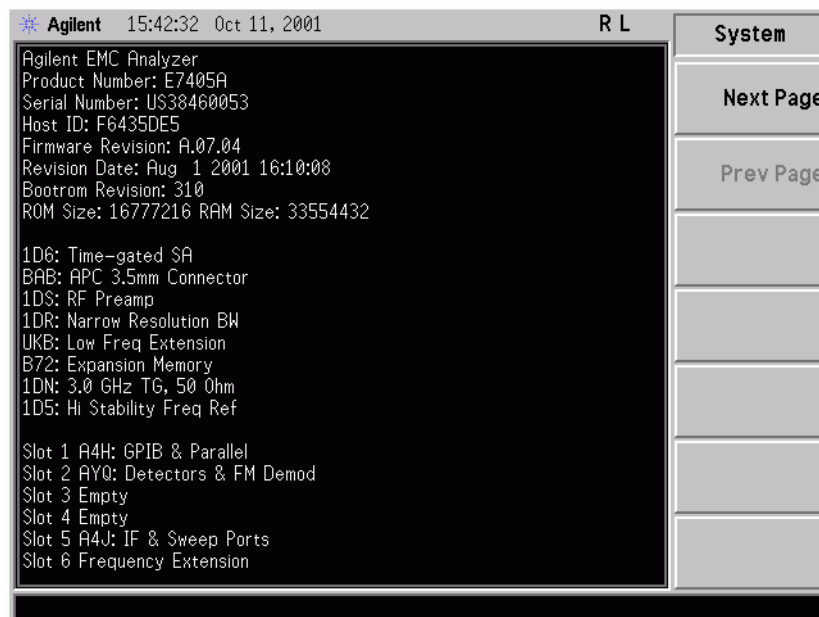 Agilent 15:42:32 Oct 11, 2001 R L
System
Agilent EMC Analyzer
Product Number: E7405A
Serial Number: US38460053
Host ID: F6435DE5
Firmware Revision: A.07.04
Revision Date: Aug 1 2001 16:10:08
Bootrom Revision: 310
ROM Size: 16777216 RAM Size: 33554432
1D6: Time-gated SA
BAB: APC 3.5mm Connector
1DS: RF Preamp
1DR: Narrow Resolution BW
UKB: Low Freq Extension
B72: Expansion Memory
1DN: 3.0 GHz TG, 50 Ohm
1D5: Hi Stability Freq Ref
Slot 1 A4H: GPIB & Parallel
Slot 2 AYQ: Detectors & FM Demod
Slot 3 Empty
Slot 4 Empty
Slot 5 A4J: IF & Sweep Ports
Slot 6 Frequency Extension
Next Page
Prev Page